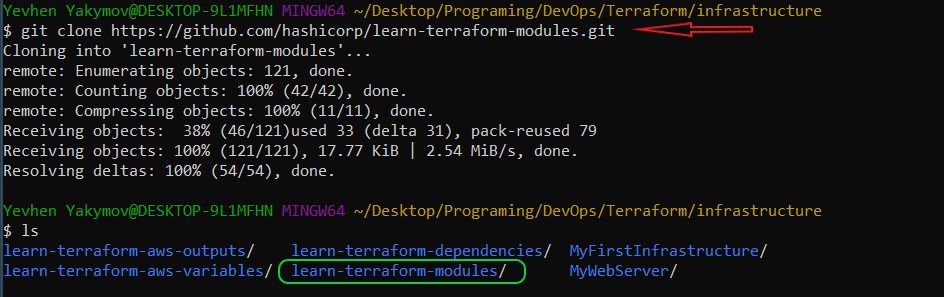 Yevhen Yakymov@DESKTOP-9L1MFHN MINGW64 ~/Desktop/Programing/DevOps/Terraform/infrastructure
$ git clone https://github.com/hashicorp/learn-terraform-modules.git
Cloning into 'learn-terraform-modules'...
remote: Enumerating objects: 121, done.
remote: Counting objects: 100% (42/42), done.
remote: Compressing objects: 100% (11/11), done.
Receiving objects:  38% (46/121)used 33 (delta 31), pack-reused 79
Receiving objects: 100% (121/121), 17.77 KiB | 2.54 MiB/s, done.
Resolving deltas: 100% (54/54), done.
Yevhen Yakymov@DESKTOP-9L1MFHN MINGW64 ~/Desktop/Programing/DevOps/Terraform/infrastructure
$ ls
learn-terraform-aws-outputs/    learn-terraform-dependencies/  MyFirstInfrastructure/
learn-terraform-aws-variables/  learn-terraform-modules/       MyWebServer/